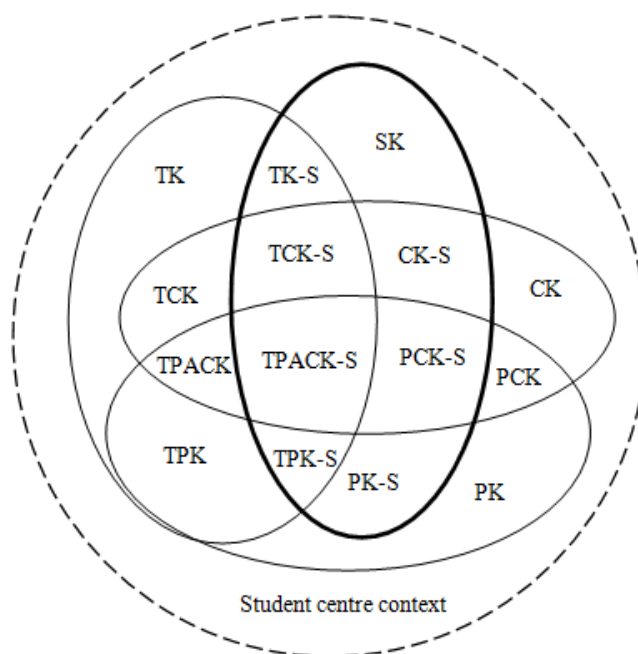 SK
TK
TK-S
TCK-S
CK-S
TCK
CK
TPACK
TPACK-S
PCK-S
PCK
TPK
TPK-S
PK-S
PK
Student centre context